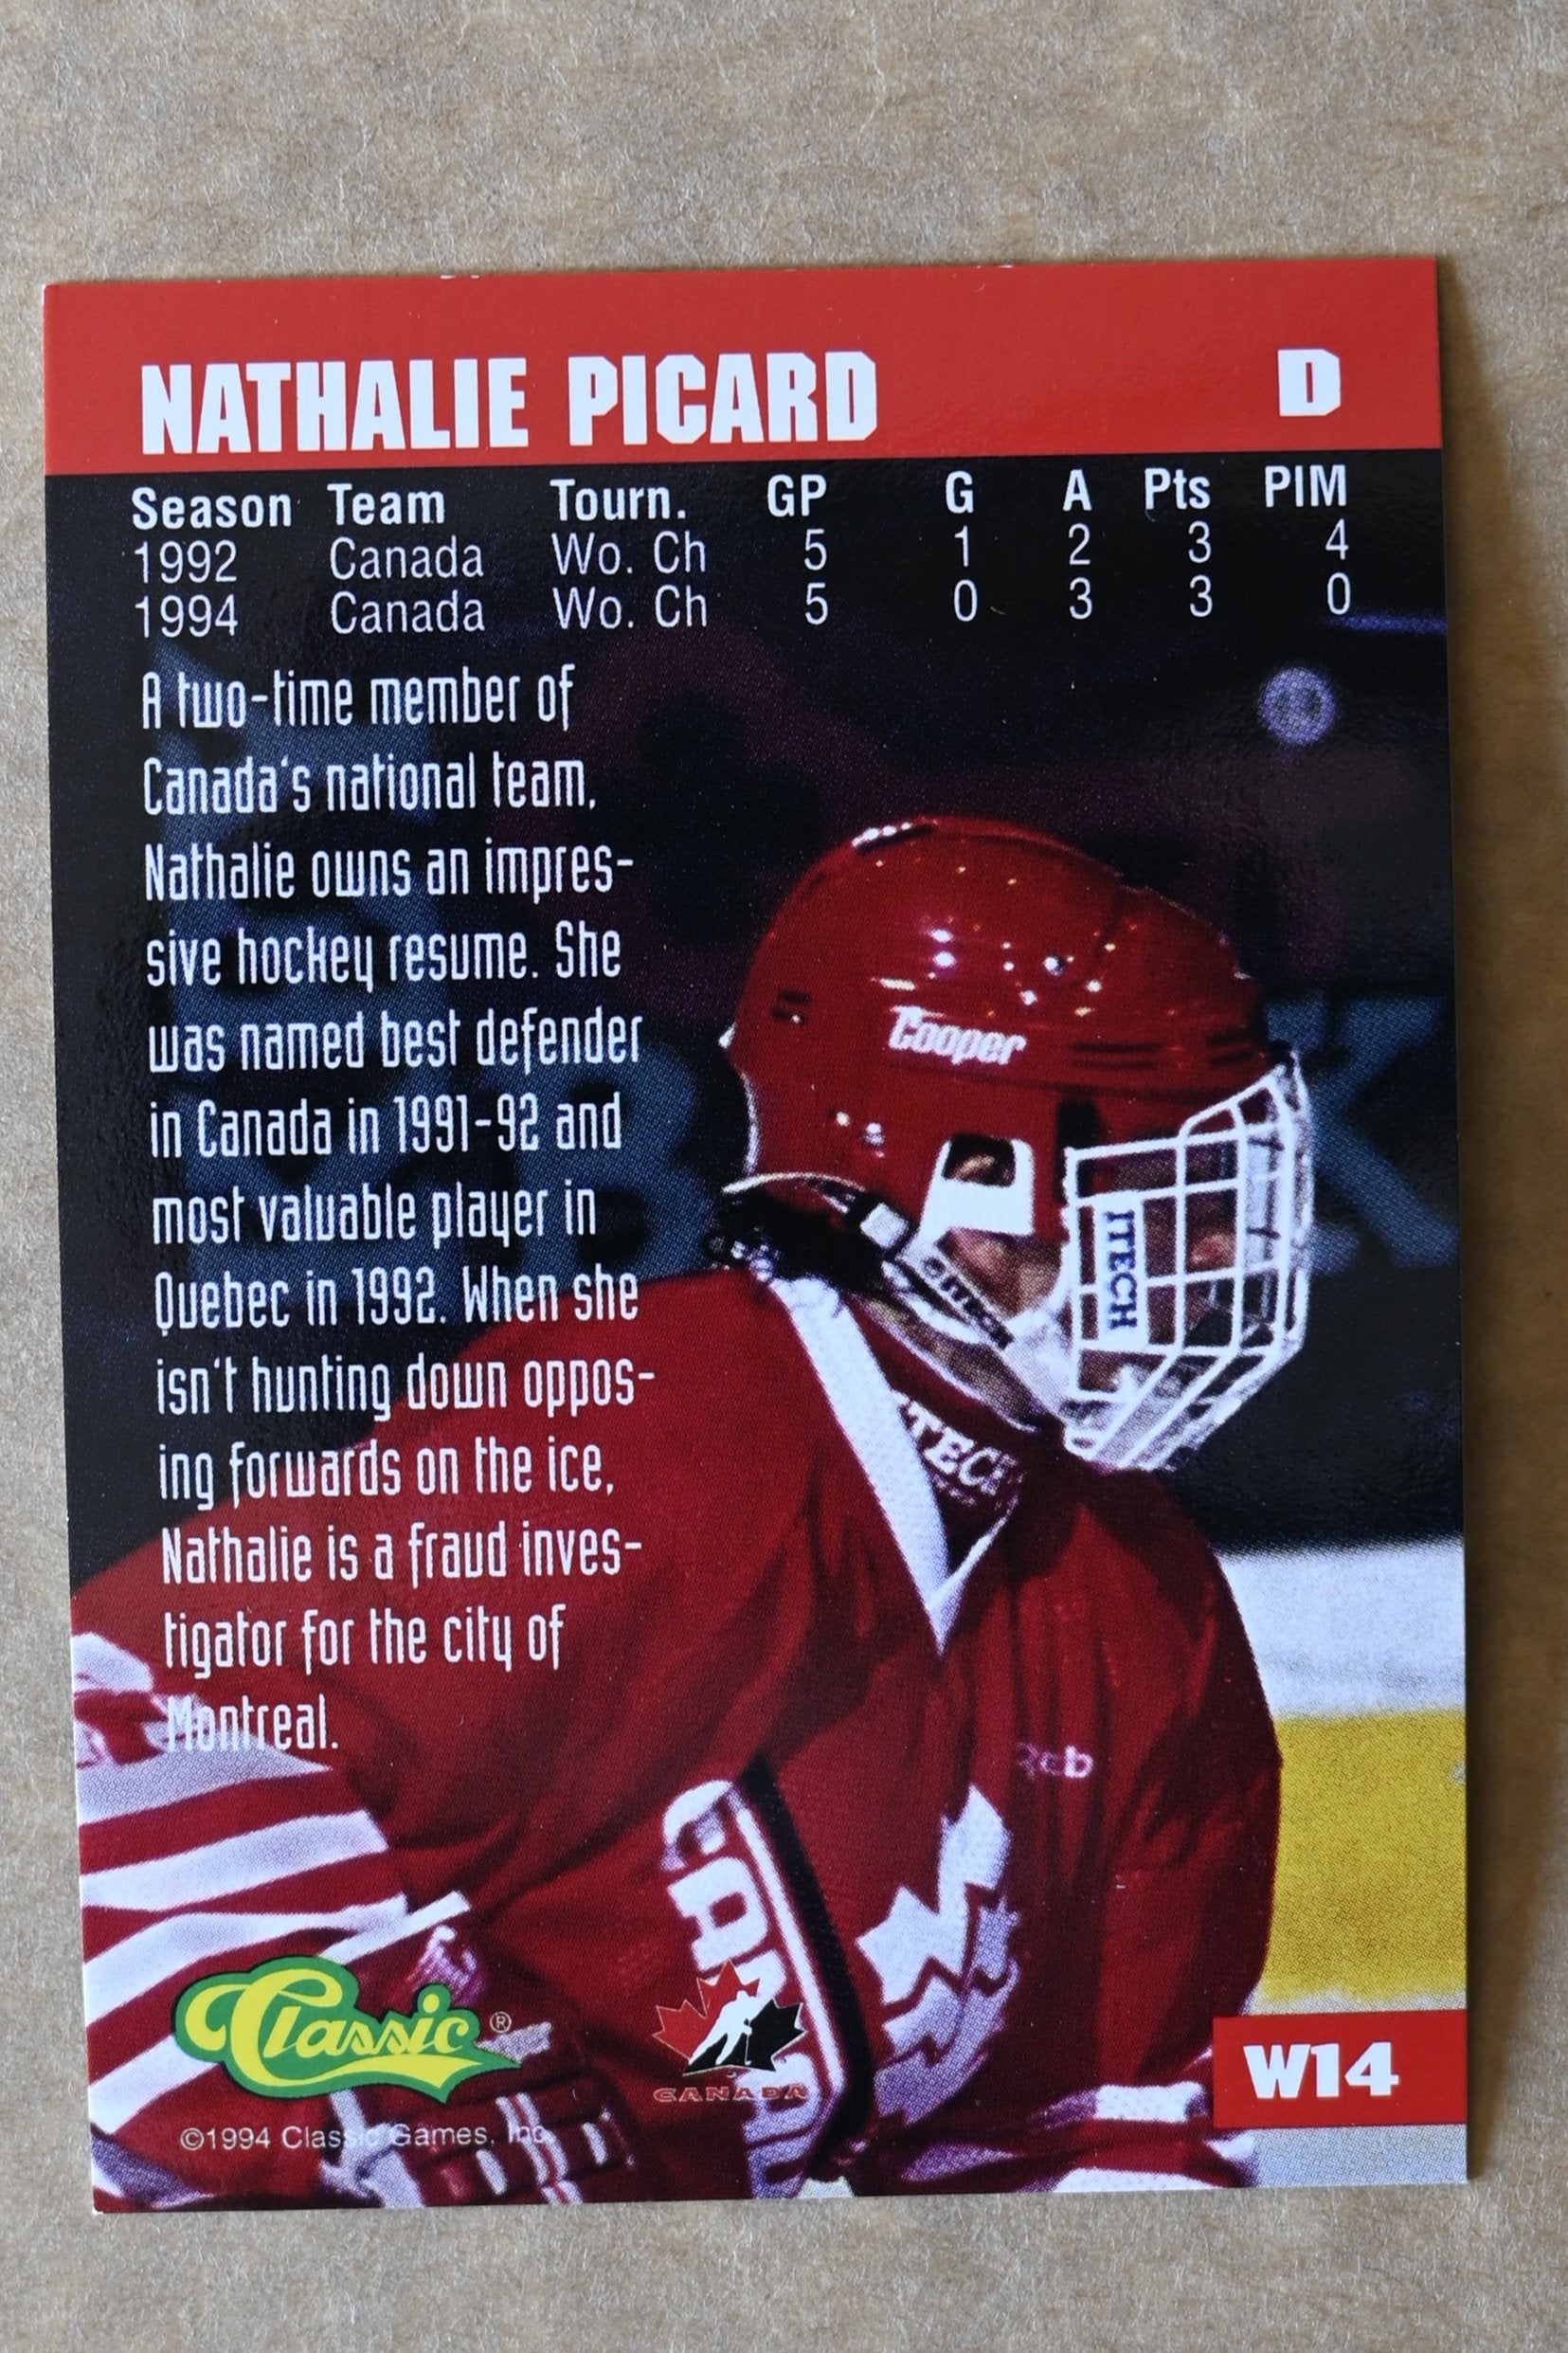 NATHALIE PICARD D
Season Team Tourn. GP G A Pts PIM
1992 Canada Wo. Ch 5 1 2 3 4
1994 Canada Wo. Ch 5 0 3 3 0
A two-time member of
Canada's national team,
Nathalie owns an impres-
sive hockey resume. She
was named best defender
in Canada in 1991-92 and
most valuable player in
Quebec in 1992. When she
isn't hunting down oppos-
ing forwards on the ice,
Nathalie is a fraud inves-
tigator for the city of
Montreal.
Cooper
ITECH
ITECH
Classic®
CANADA
W14
©1994 Classic Games, Inc.